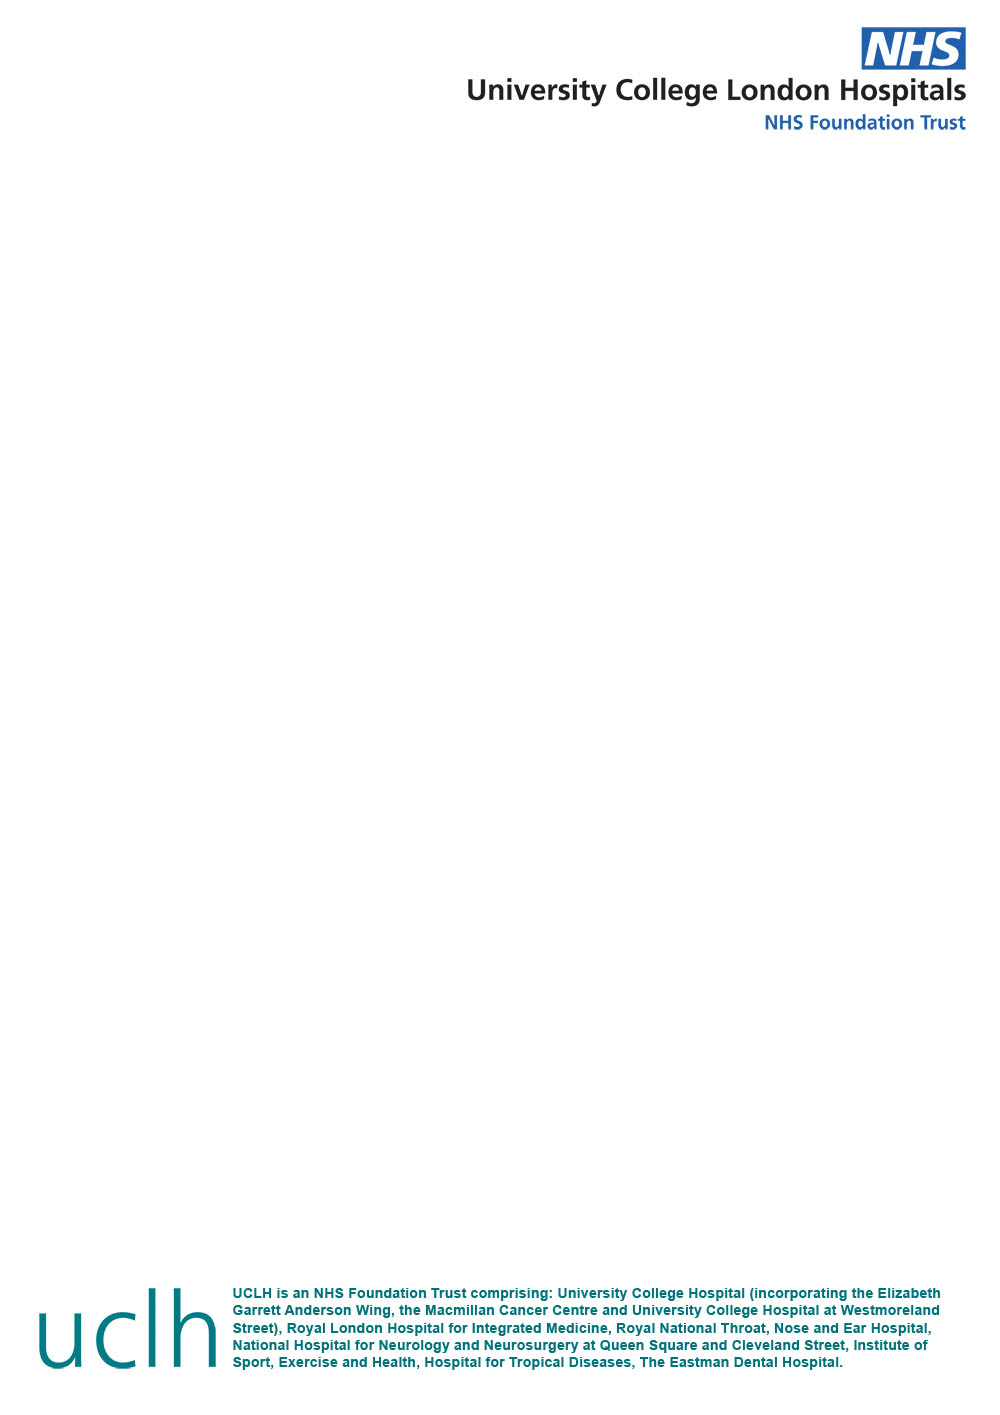 NHS
University College London Hospitals
NHS Foundation Trust
uclh
UCLH is an NHS Foundation Trust comprising: University College Hospital (incorporating the Elizabeth
Garrett Anderson Wing, the Macmillan Cancer Centre and University College Hospital at Westmoreland
Street), Royal London Hospital for Integrated Medicine, Royal National Throat, Nose and Ear Hospital,
National Hospital for Neurology and Neurosurgery at Queen Square and Cleveland Street, Institute of
Sport, Exercise and Health, Hospital for Tropical Diseases, The Eastman Dental Hospital.